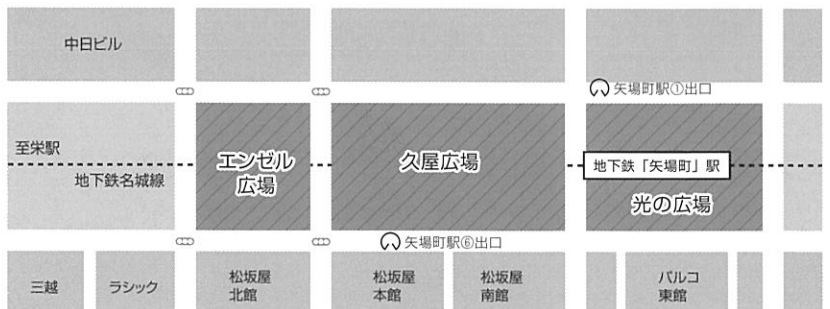 中日ビル
矢場町駅①出口
至栄駅
地下鉄名城線
エンゼル
広場
久屋広場
地下鉄「矢場町」駅
光の広場
矢場町駅⑥出口
三越
ラシック
松坂屋
北館
松坂屋
本館
松坂屋
南館
パルコ
東館